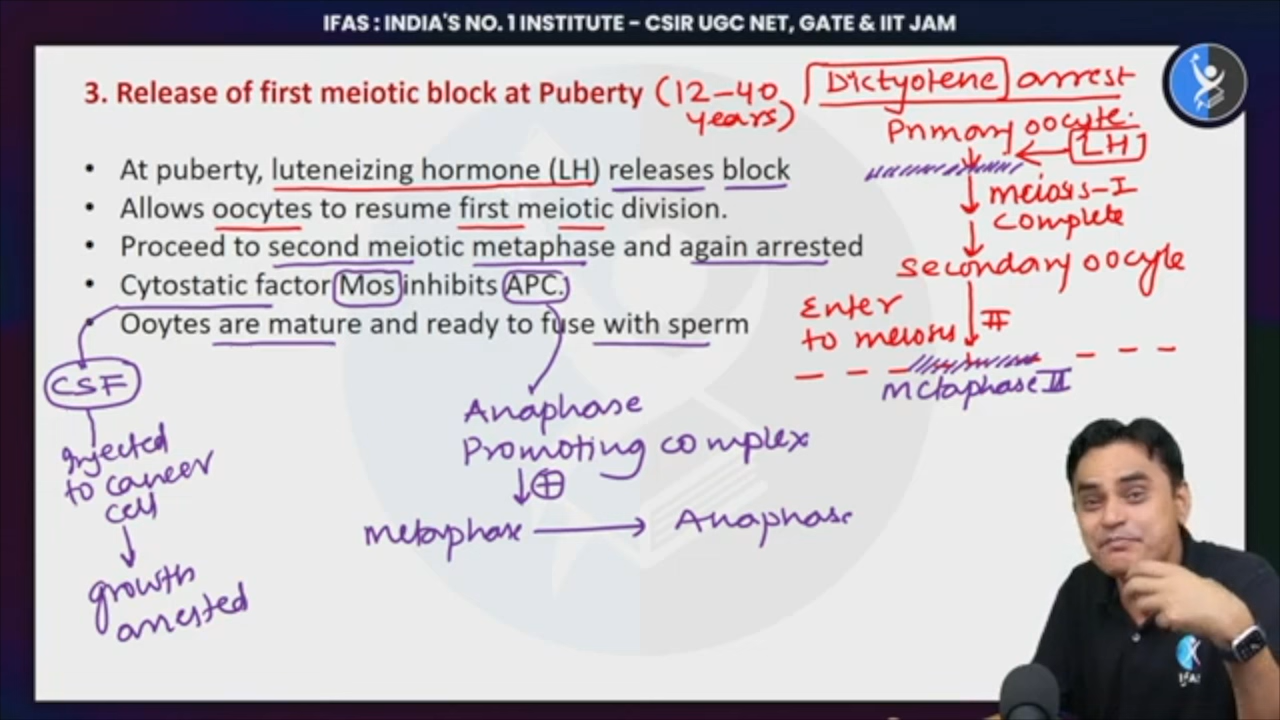 IFAS : INDIA'S NO. 1 INSTITUTE - CSIR UGC NET, GATE & IIT JAM
3. Release of first meiotic block at Puberty (12-40 years)
Dictyotene arrest
Primary oocyte.
LH
meiosis-I
complete
secondary oocyte
Enter
to meiosis II
metaphase II
• At puberty, luteneizing hormone (LH) releases block
• Allows oocytes to resume first meiotic division.
• Proceed to second meiotic metaphase and again arrested
• Cytostatic factor Mos inhibits APC.
• Ooytes are mature and ready to fuse with sperm
CSF
Injected
to cancer
cell
growth
arrested
Anaphase
Promoting complex
+
metaphase → Anaphase
IFAS